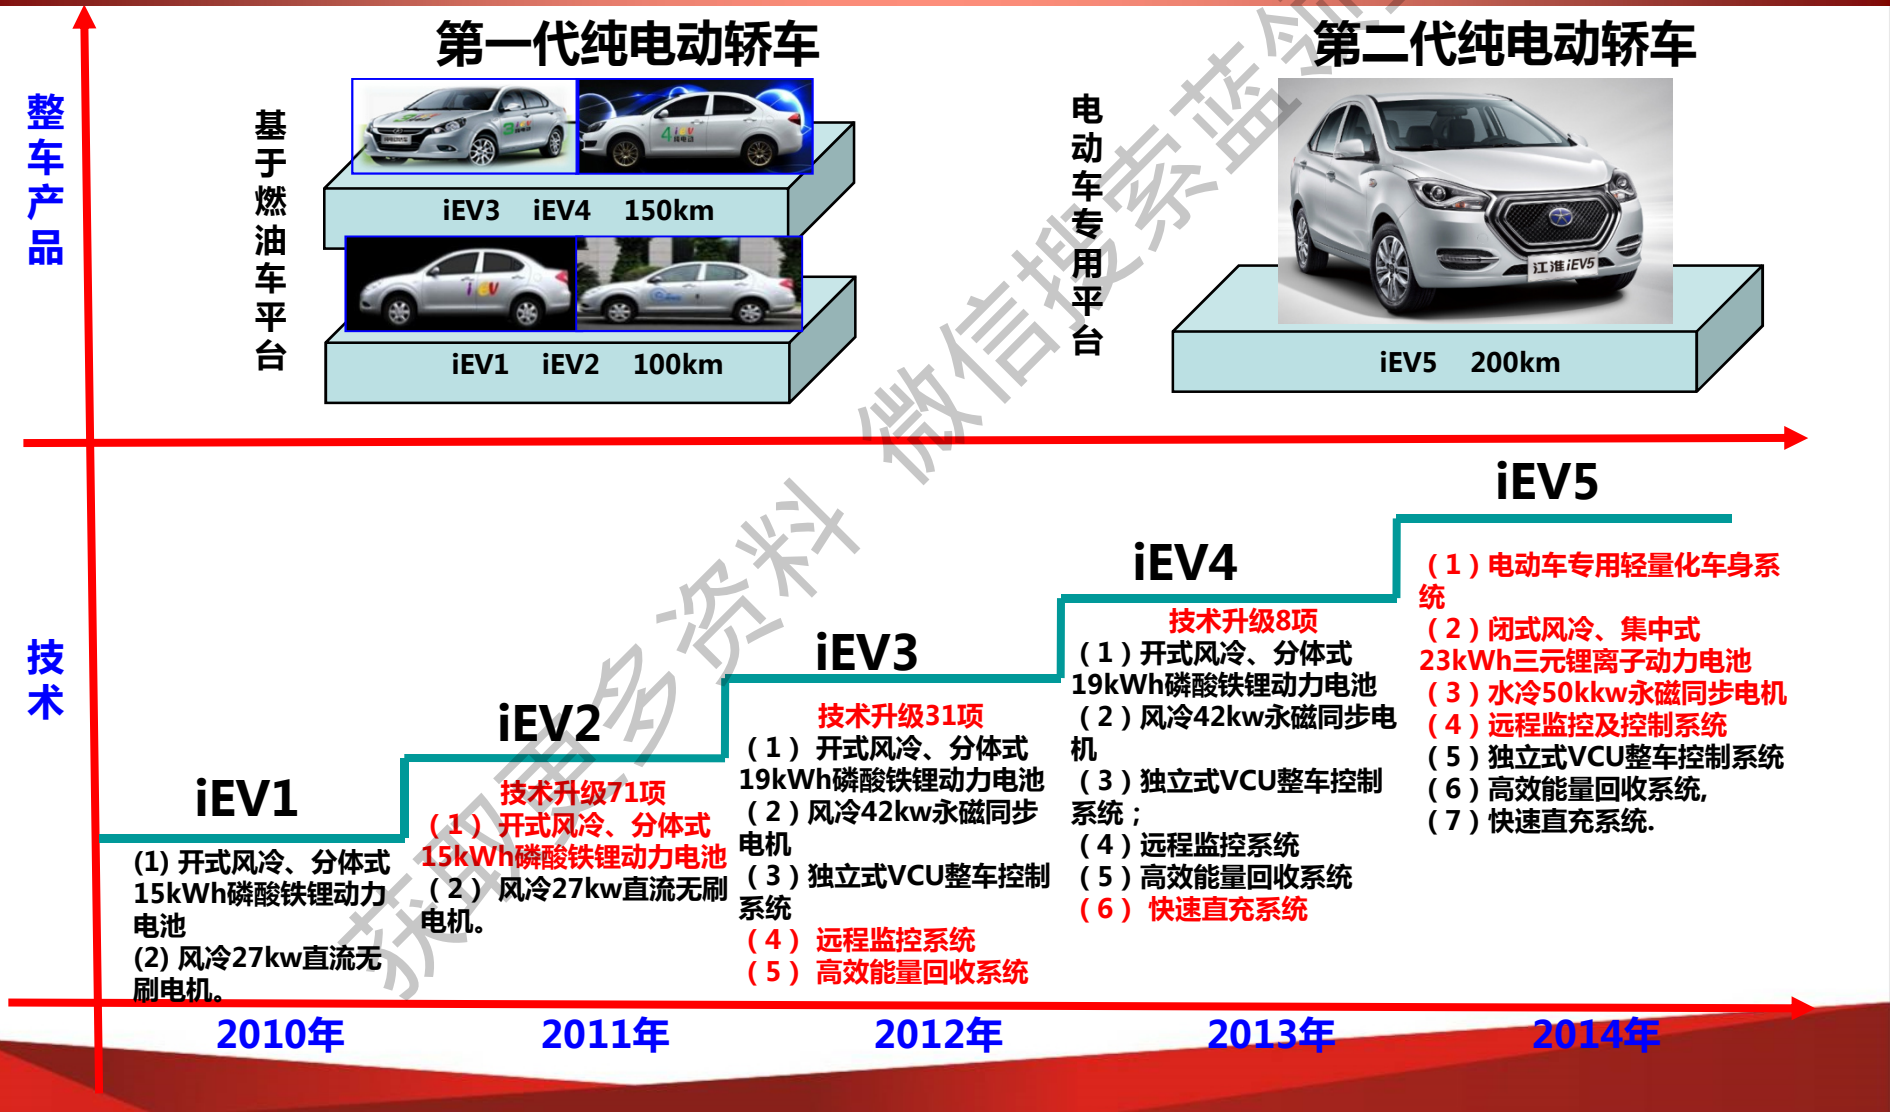 第一代纯电动轿车
第二代纯电动轿车
整车产品
基于燃油车平台
iEV3 iEV4 150km
iEV1 iEV2 100km
电动车专用平台
江淮iEV5
iEV5 200km
技术
iEV1
(1) 开式风冷、分体式
15kWh磷酸铁锂动力
电池
(2) 风冷27kw直流无
刷电机。
iEV2
技术升级71项
（1） 开式风冷、分体式
15kWh磷酸铁锂动力电池
（2） 风冷27kw直流无刷
电机。
iEV3
技术升级31项
（1） 开式风冷、分体式
19kWh磷酸铁锂动力电池
（2）风冷42kw永磁同步
电机
（3）独立式VCU整车控制
系统
（4） 远程监控系统
（5） 高效能量回收系统
iEV4
技术升级8项
（1）开式风冷、分体式
19kWh磷酸铁锂动力电池
（2）风冷42kw永磁同步电
机
（3）独立式VCU整车控制
系统；
（4）远程监控系统
（5）高效能量回收系统
（6） 快速直充系统
iEV5
（1）电动车专用轻量化车身系
统
（2）闭式风冷、集中式
23kWh三元锂离子动力电池
（3）水冷50kkw永磁同步电机
（4）远程监控及控制系统
（5）独立式VCU整车控制系统
（6）高效能量回收系统,
（7）快速直充系统.
2010年
2011年
2012年
2013年
2014年
获取更多资料 微信搜索蓝领